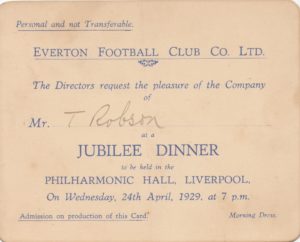 Personal and not Transferable.
EVERTON FOOTBALL CLUB CO. LTD.
The Directors request the pleasure of the Company
of
Mr. T Robson
at a
JUBILEE DINNER
to be held in the
PHILHARMONIC HALL, LIVERPOOL,
On Wednesday, 24th April, 1929, at 7 p.m.
Admission on production of this Card. Morning Dress.